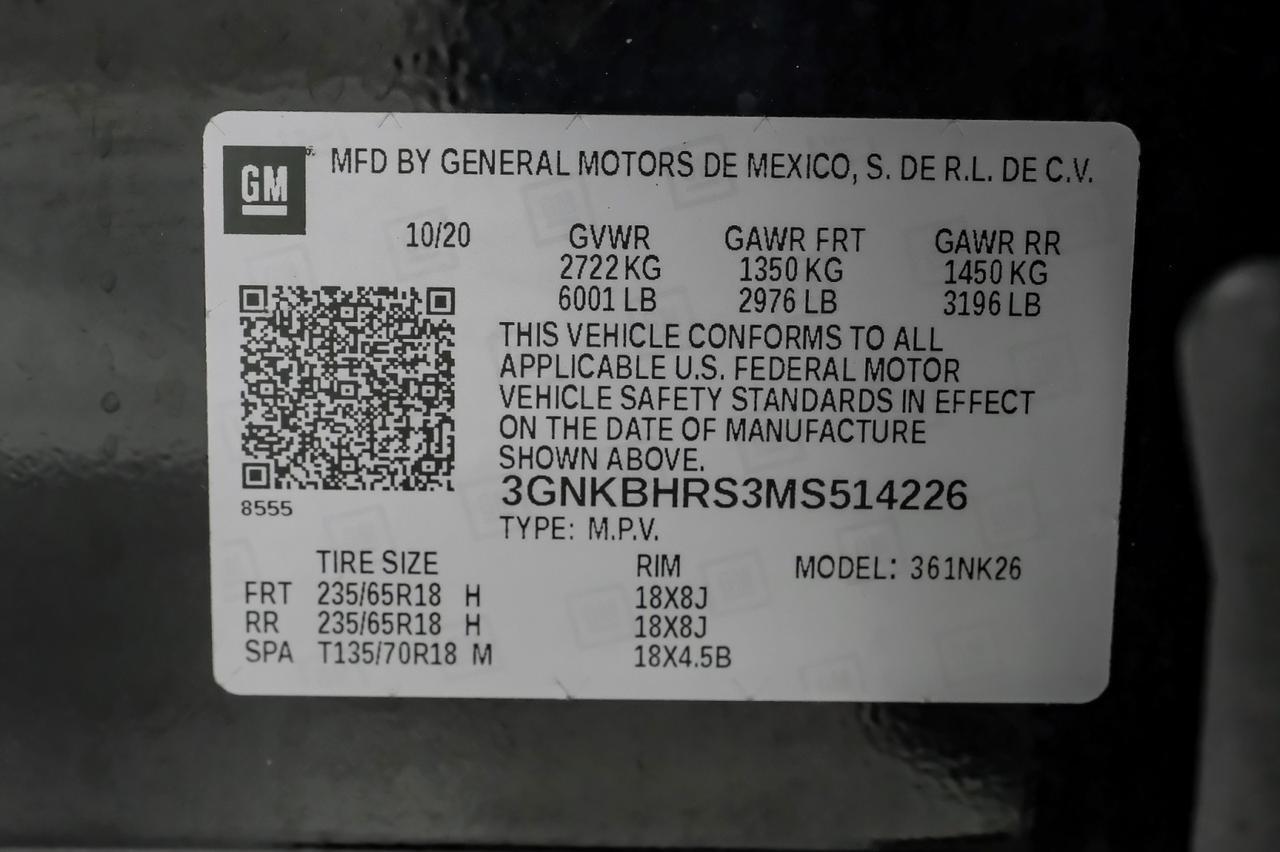 GM MFD BY GENERAL MOTORS DE MEXICO, S. DE R.L. DE C.V.
10/20 GVWR GAWR FRT GAWR RR
2722 KG 1350 KG 1450 KG
6001 LB 2976 LB 3196 LB
THIS VEHICLE CONFORMS TO ALL
APPLICABLE U.S. FEDERAL MOTOR
VEHICLE SAFETY STANDARDS IN EFFECT
ON THE DATE OF MANUFACTURE
SHOWN ABOVE.
3GNKBHRS3MS514226
8555
TYPE: M.P.V.
TIRE SIZE RIM MODEL: 361NK26
FRT 235/65R18 H 18X8J
RR 235/65R18 H 18X8J
SPA T135/70R18 M 18X4.5B